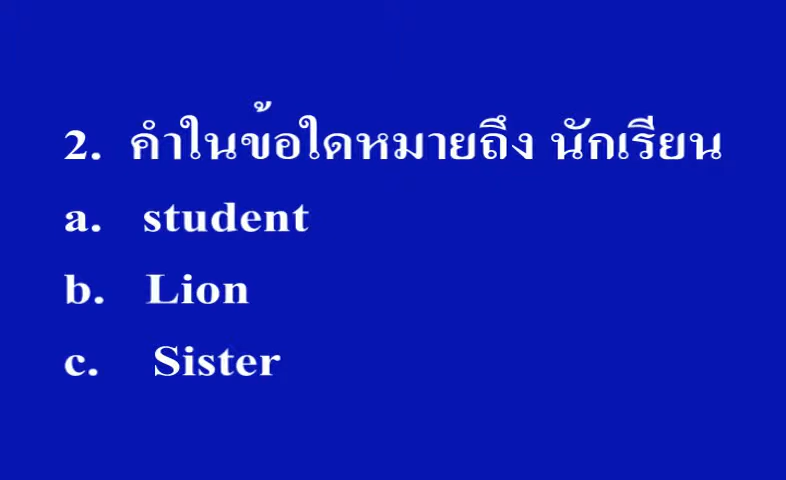 2. คำในข้อใดหมายถึง นักเรียน
a. student
b. Lion
c. Sister